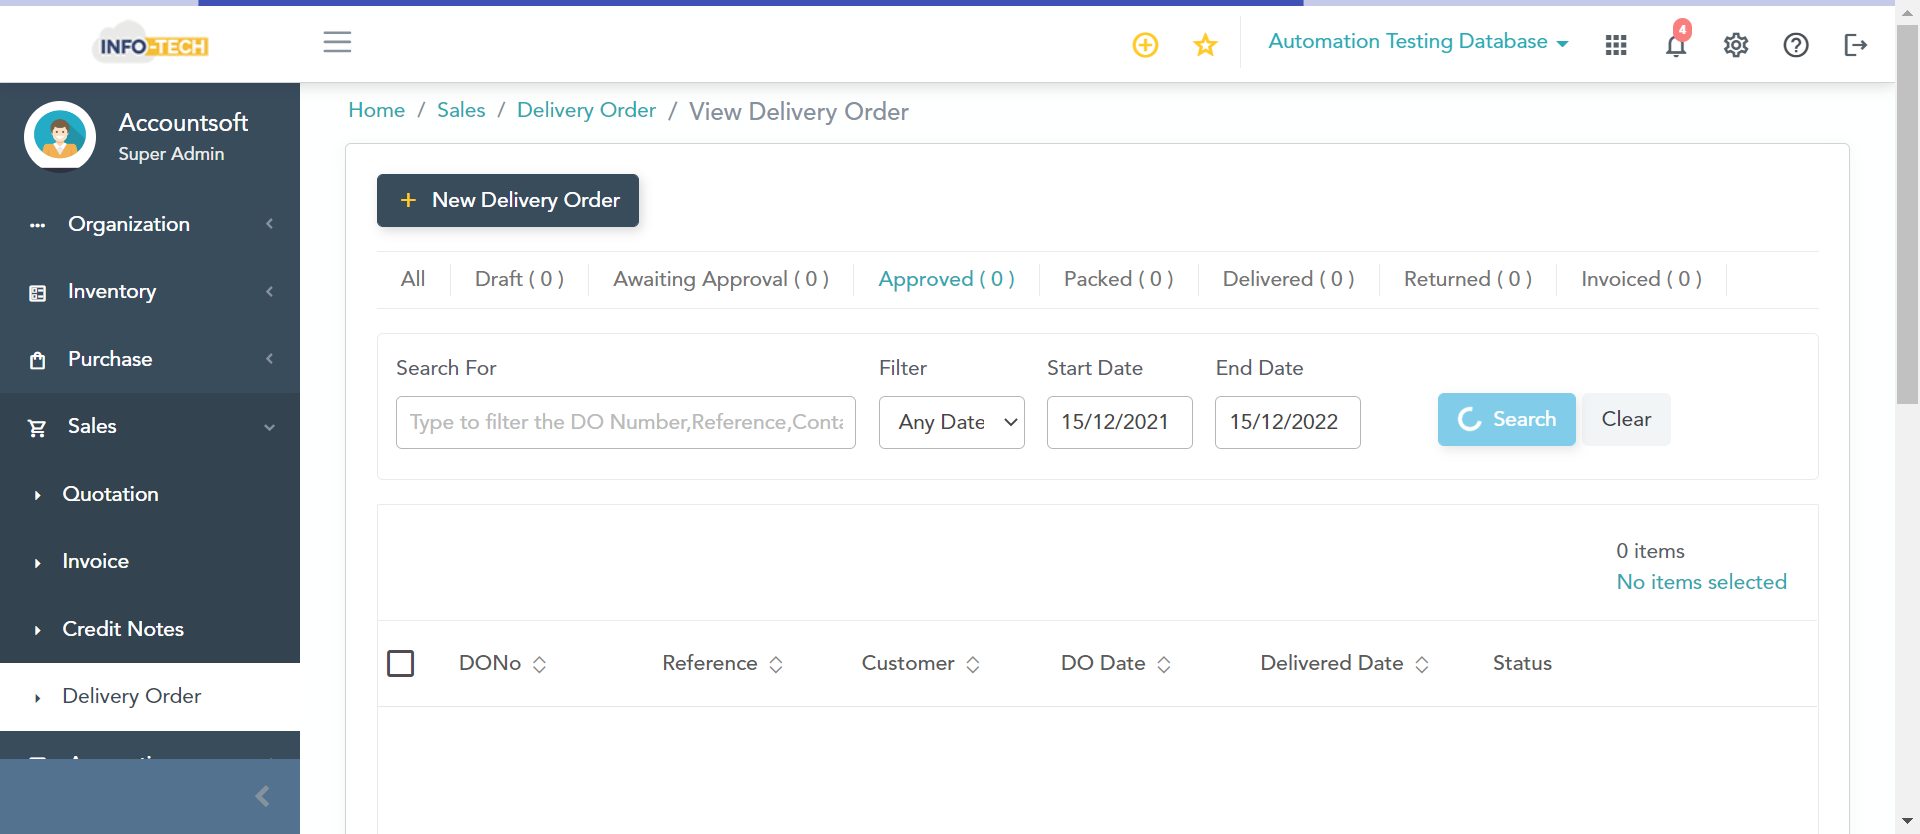 INFO-TECH
Automation Testing Database
4
Accountsoft
Super Admin
Organization
Inventory
Purchase
Sales
Quotation
Invoice
Credit Notes
Delivery Order
Home / Sales / Delivery Order / View Delivery Order
+ New Delivery Order
All Draft ( 0 ) Awaiting Approval ( 0 ) Approved ( 0 ) Packed ( 0 ) Delivered ( 0 ) Returned ( 0 ) Invoiced ( 0 )
Search For Filter Start Date End Date
Type to filter the DO Number,Reference,Conta Any Date 15/12/2021 15/12/2022 Search Clear
0 items
No items selected
DONo Reference Customer DO Date Delivered Date Status